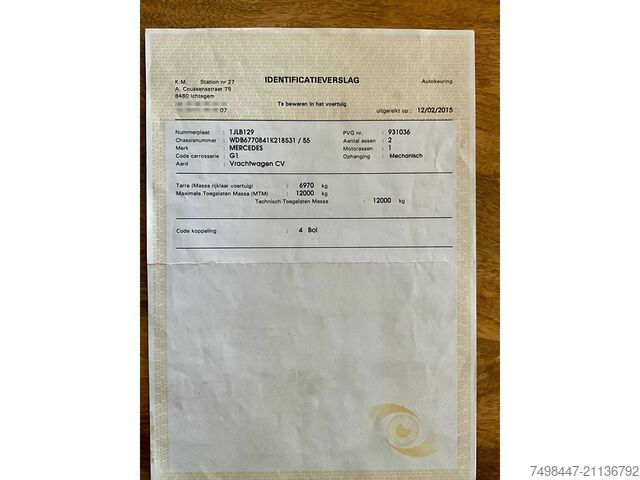 IDENTIFICATIEVERSLAG
K.M. Station nr 27
A. Coussensstraat 75
8480 Ichtegem
07
Autokeuring
Te bewaren in het voertuig
uitgereikt op : 12/02/2015
Nummerplaat : 1JLB129
Chassisnummer : WDB6770841K218531 / 55
Merk : MERCEDES
Code carrosserie : G1
Aard : Vrachtwagen CV
PVG nr. : 931036
Aantal assen : 2
Motorassen : 1
Ophanging : Mechanisch
Tarra (Massa rijklaar voertuig) : 6970 kg
Maximale Toegelaten Massa (MTM) : 12000 kg
Technisch Toegelaten Massa : 12000 kg
Code koppeling : 4 Bol
7498447-21136792